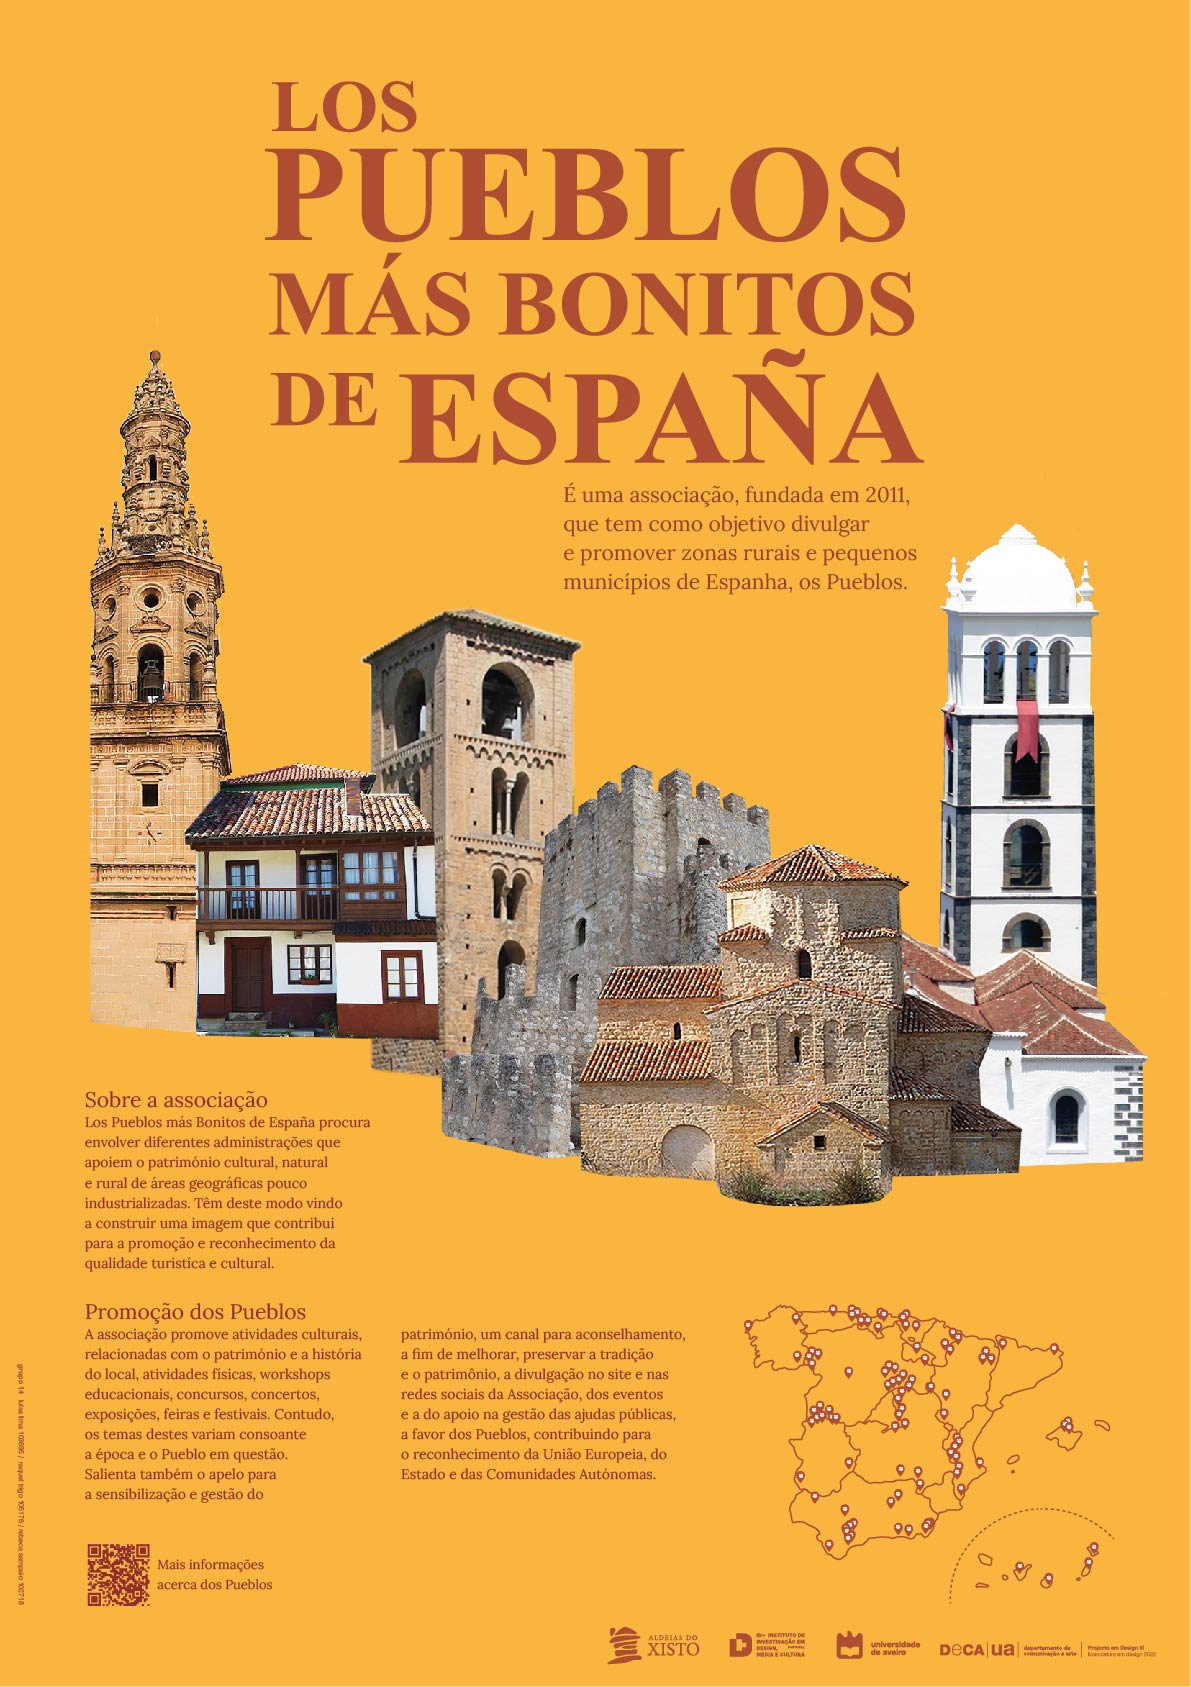 LOS
PUEBLOS
MÁS BONITOS
DE ESPAÑA
É uma associação, fundada em 2011,
que tem como objetivo divulgar
e promover zonas rurais e pequenos
municípios de Espanha, os Pueblos.
Sobre a associação
Los Pueblos más Bonitos de España procura
envolver diferentes administrações que
apoiem o património cultural, natural
e rural de áreas geográficas pouco
industrializadas. Têm deste modo vindo
a construir uma imagem que contribui
para a promoção e reconhecimento da
qualidade turistíca e cultural.
Promoção dos Pueblos
A associação promove atividades culturais,
relacionadas com o património e a história
do local, atividades físicas, workshops
educacionais, concursos, concertos,
exposições, feiras e festivais. Contudo,
os temas destes variam consoante
a época e o Pueblo em questão.
Salienta também o apelo para
a sensibilização e gestão do
património, um canal para aconselhamento,
a fim de melhorar, preservar a tradição
e o patrimônio, a divulgação no site e nas
redes sociais da Associação, dos eventos
e a do apoio na gestão das ajudas públicas,
a favor dos Pueblos, contribuindo para
o reconhecimento da União Europeia, do
Estado e das Comunidades Autónomas.
Mais informações
acerca dos Pueblos
grupo 14 luísa lima 108695 / raquel trigo 105176 / rebeca sampaio 102718
ALDEIAS DO
XISTO
ID+ INSTITUTO DE
INVESTIGAÇÃO EM
DESIGN,
MEDIA E CULTURA
universidade
de aveiro
DeCA ua
departamento de
comunicação e arte
Projecto em Design III
licenciatura em design 2022